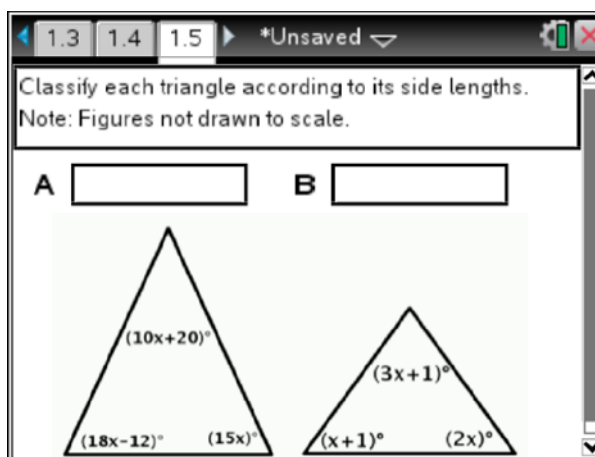 1.3 1.4 1.5 *Unsaved
Classify each triangle according to its side lengths.
Note: Figures not drawn to scale.
A B
(10x+20)°
(3x+1)°
(18x-12)° (15x)° (x+1)° (2x)°